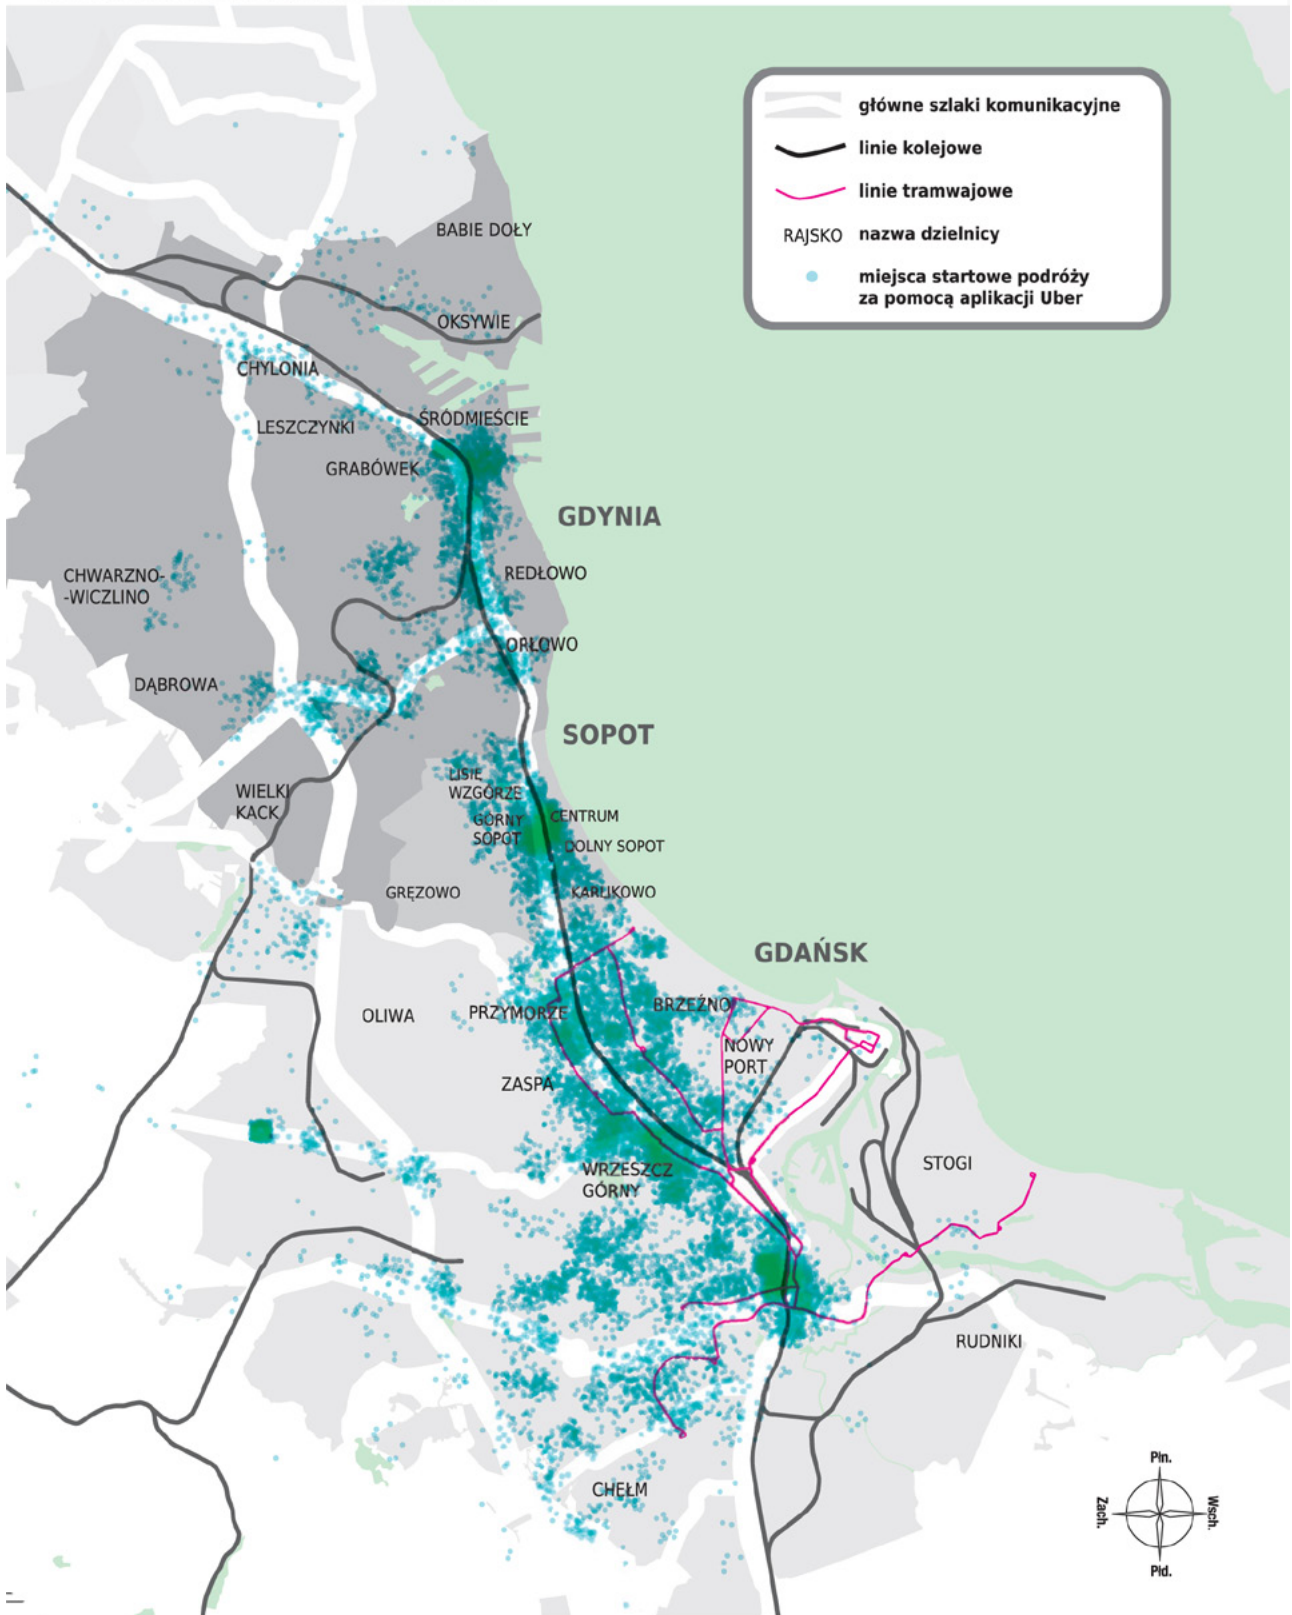 główne szlaki komunikacyjne
linie kolejowe
linie tramwajowe
RAJSKO nazwa dzielnicy
miejsca startowe podróży
za pomocą aplikacji Uber
BABIE DOŁY
OKSYWIE
CHYLONIA
ŚRÓDMIEŚCIE
LESZCZYNKI
GRABÓWEK
GDYNIA
REDŁOWO
CHWARZNO-
-WICZLINO
ORŁOWO
DĄBROWA
SOPOT
LISIE
WZGÓRZE
WIELKI
KACK
GÓRNY
SOPOT
CENTRUM
DOLNY SOPOT
GRĘZOWO
KARLIKOWO
GDAŃSK
OLIWA
PRZYMORZE
BRZEŹNO
NOWY
PORT
ZASPA
WRZESZCZ
GÓRNY
STOGI
RUDNIKI
CHEŁM
Płn.
Zach.
Wsch.
Płd.